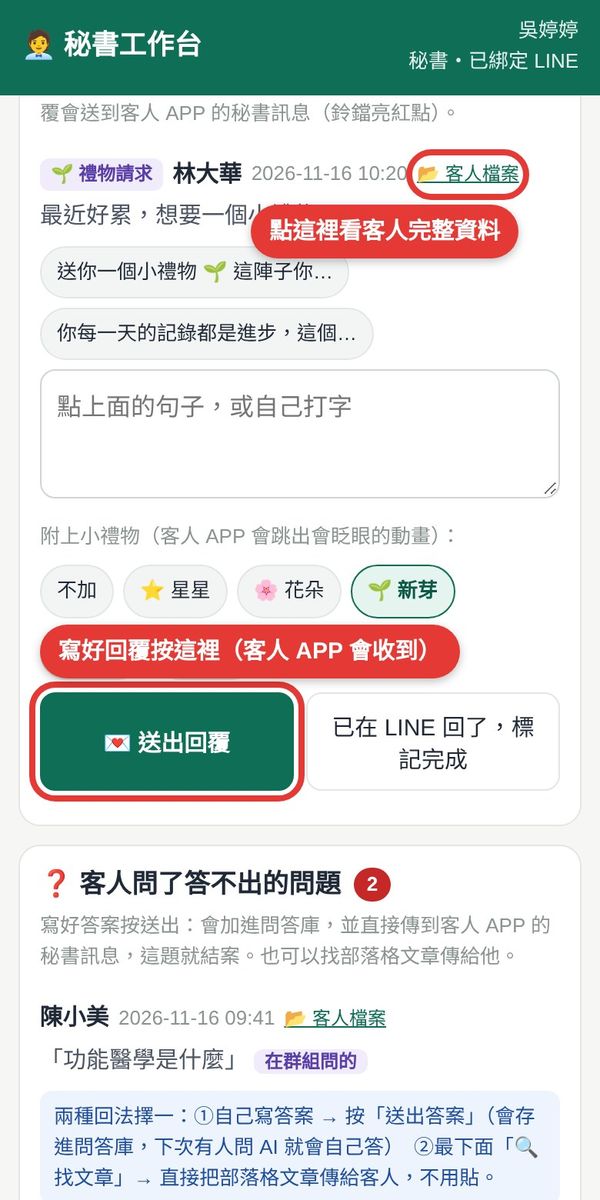 🧑‍💼 秘書工作台
吳婷婷
秘書・已綁定 LINE
覆會送到客人 APP 的秘書訊息（鈴鐺亮紅點）。
🌱 禮物請求 林大華 2026-11-16 10:20 📂 客人檔案
最近好累，想要一個小
點這裡看客人完整資料
送你一個小禮物 🌱 這陣子你…
你每一天的記錄都是進步，這個…
點上面的句子，或自己打字
附上小禮物（客人 APP 會跳出會眨眼的動畫）：
不加 ⭐ 星星 🌸 花朵 🌱 新芽
寫好回覆按這裡（客人 APP 會收到）
💌 送出回覆
已在 LINE 回了，標
記完成
❓ 客人問了答不出的問題 2
寫好答案按送出：會加進問答庫，並直接傳到客人 APP 的
秘書訊息，這題就結案。也可以找部落格文章傳給他。
陳小美 2026-11-16 09:41 📂 客人檔案
「功能醫學是什麼」 在群組問的
兩種回法擇一：①自己寫答案 → 按「送出答案」（會存
進問答庫，下次有人問 AI 就會自己答） ②最下面「🔍
找文章」→ 直接把部落格文章傳給客人，不用貼。